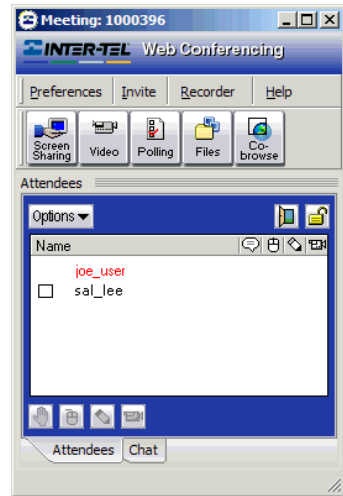 Meeting: 1000396
INTER-TEL Web Conferencing
Preferences Invite Recorder Help
Screen Sharing Video Polling Files Co-browse
Attendees
Options
Name
joe_user
sal_lee
Attendees Chat